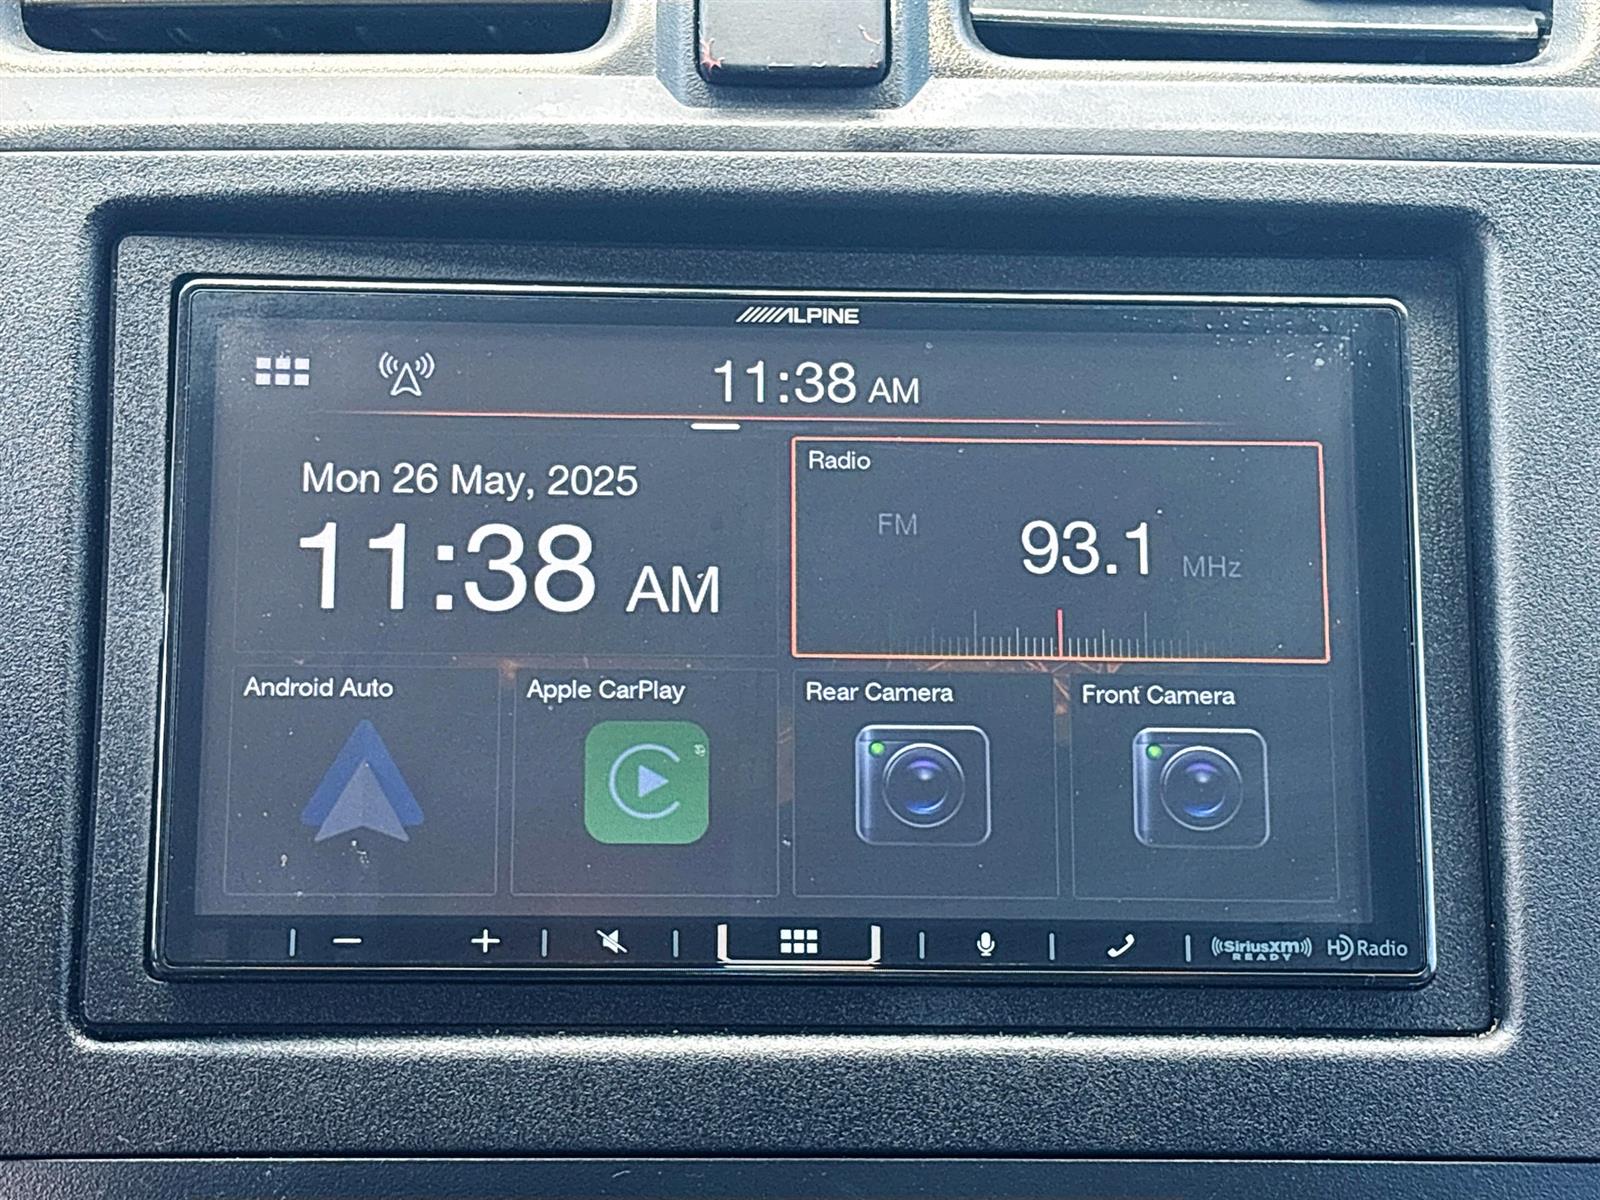 ALPINE
11:38 AM
Mon 26 May, 2025
11:38 AM
Radio
FM
93.1 MHz
Android Auto
Apple CarPlay
Rear Camera
Front Camera
SiriusXM
READY
HD Radio